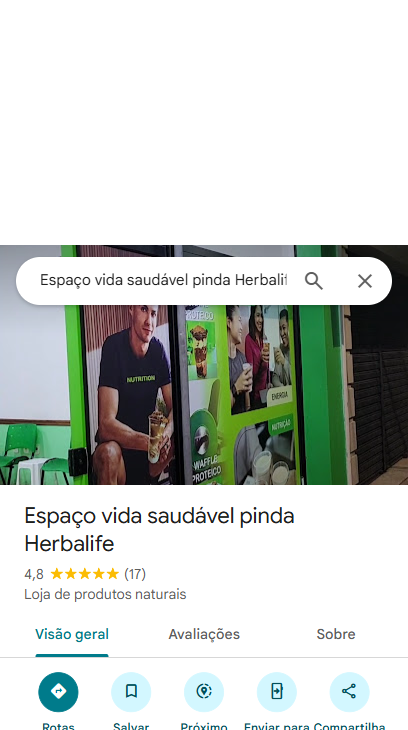 Espaço vida saudável pinda Herbalif
PROTEICO
NUTRITION
ENERGIA
NUTRIÇÃO
WAFFLE
PROTEICO
Espaço vida saudável pinda
Herbalife
4,8 ★★★★★ (17)
Loja de produtos naturais
Visão geral Avaliações Sobre
Rotas Salvar Próximo Enviar para Compartilha